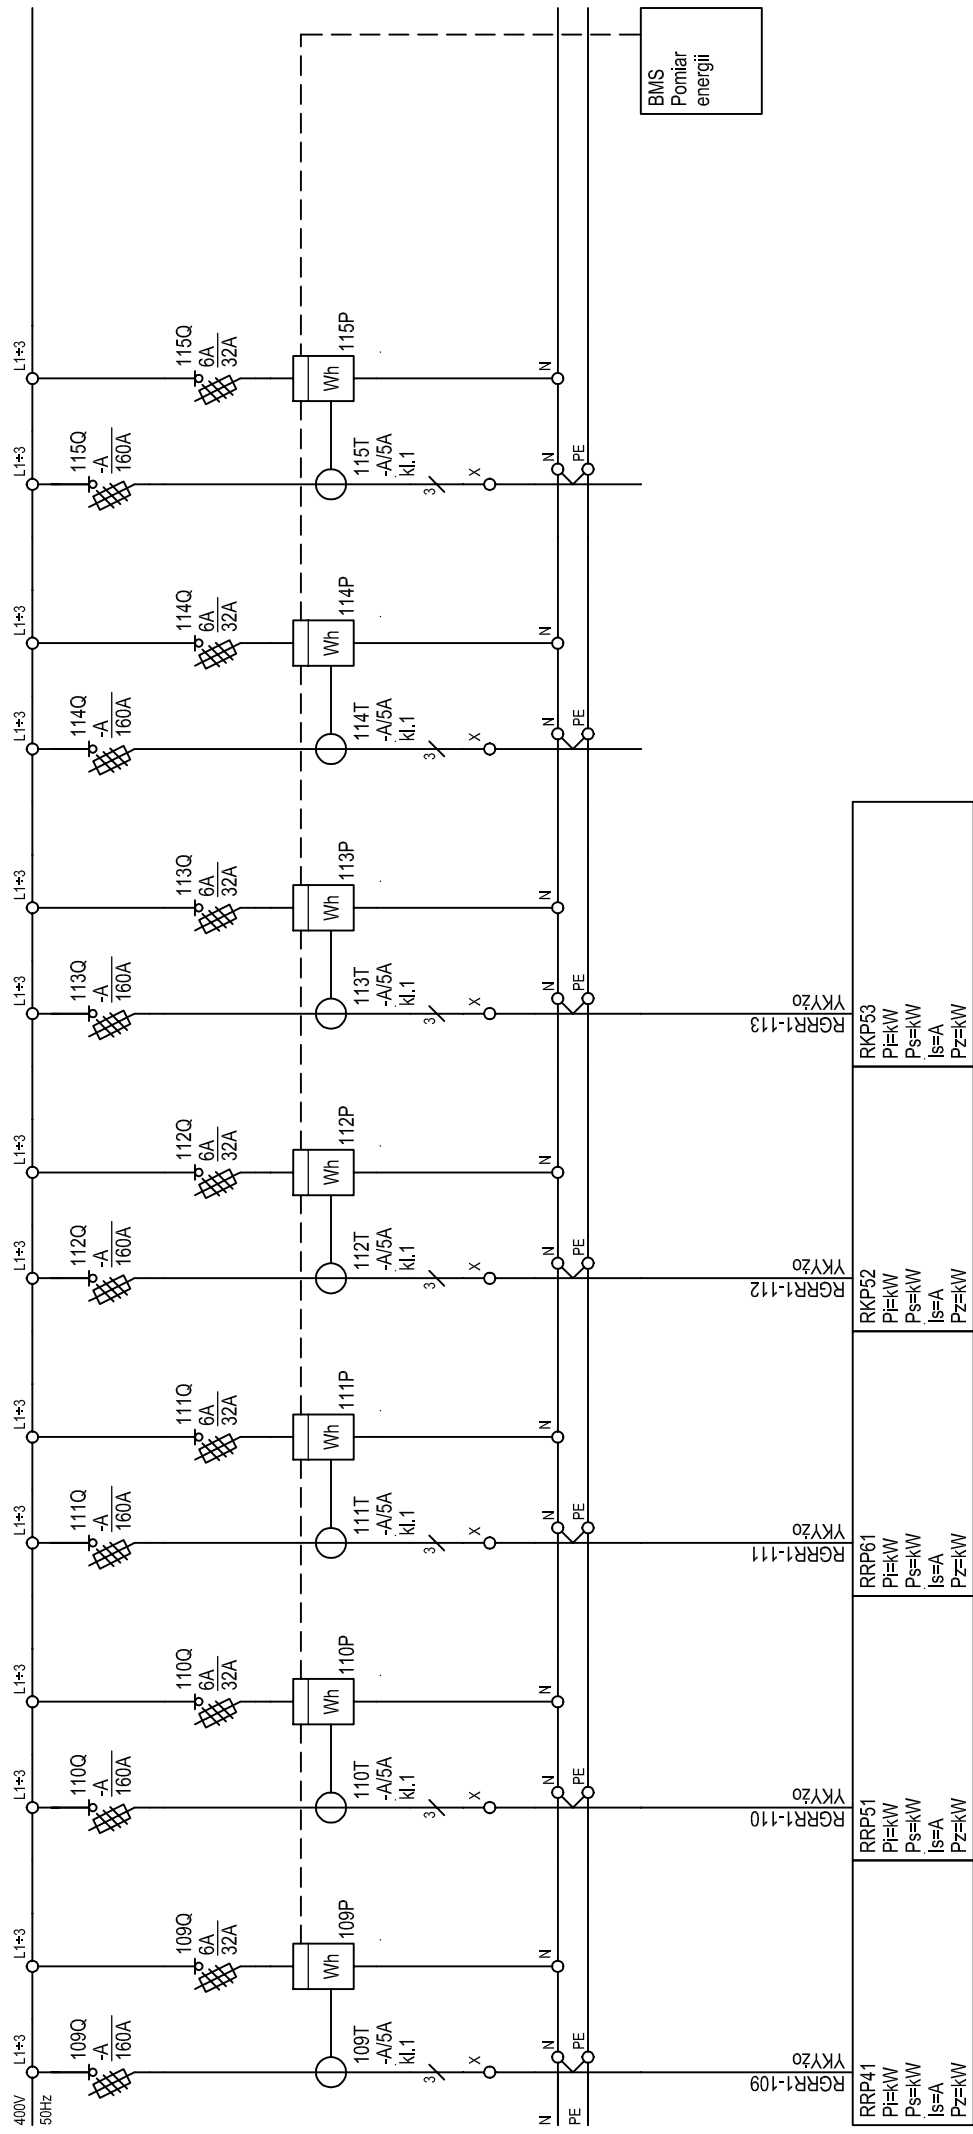 400V
50Hz
L1÷3
109Q
-A
160A
L1÷3
109Q
6A
32A
109P
Wh
109T
-A/5A
kl.1
3
X
N
PE
N
N
PE
RGRR1-109
YKYżo
RRP41
Pi=kW
Ps=kW
Is=A
Pz=kW
L1÷3
110Q
-A
160A
L1÷3
110Q
6A
32A
110P
Wh
110T
-A/5A
kl.1
3
X
N
PE
N
RGRR1-110
YKYżo
RRP51
Pi=kW
Ps=kW
Is=A
Pz=kW
L1÷3
111Q
-A
160A
L1÷3
111Q
6A
32A
111P
Wh
111T
-A/5A
kl.1
3
X
N
PE
N
RGRR1-111
YKYżo
RRP61
Pi=kW
Ps=kW
Is=A
Pz=kW
L1÷3
112Q
-A
160A
L1÷3
112Q
6A
32A
112P
Wh
112T
-A/5A
kl.1
3
X
N
PE
N
RGRR1-112
YKYżo
RKP52
Pi=kW
Ps=kW
Is=A
Pz=kW
L1÷3
113Q
-A
160A
L1÷3
113Q
6A
32A
113P
Wh
113T
-A/5A
kl.1
3
X
N
PE
N
RGRR1-113
YKYżo
RKP53
Pi=kW
Ps=kW
Is=A
Pz=kW
L1÷3
114Q
-A
160A
L1÷3
114Q
6A
32A
114P
Wh
114T
-A/5A
kl.1
3
X
N
PE
N
L1÷3
115Q
-A
160A
L1÷3
115Q
6A
32A
115P
Wh
115T
-A/5A
kl.1
3
X
N
PE
N
BMS
Pomiar
energii